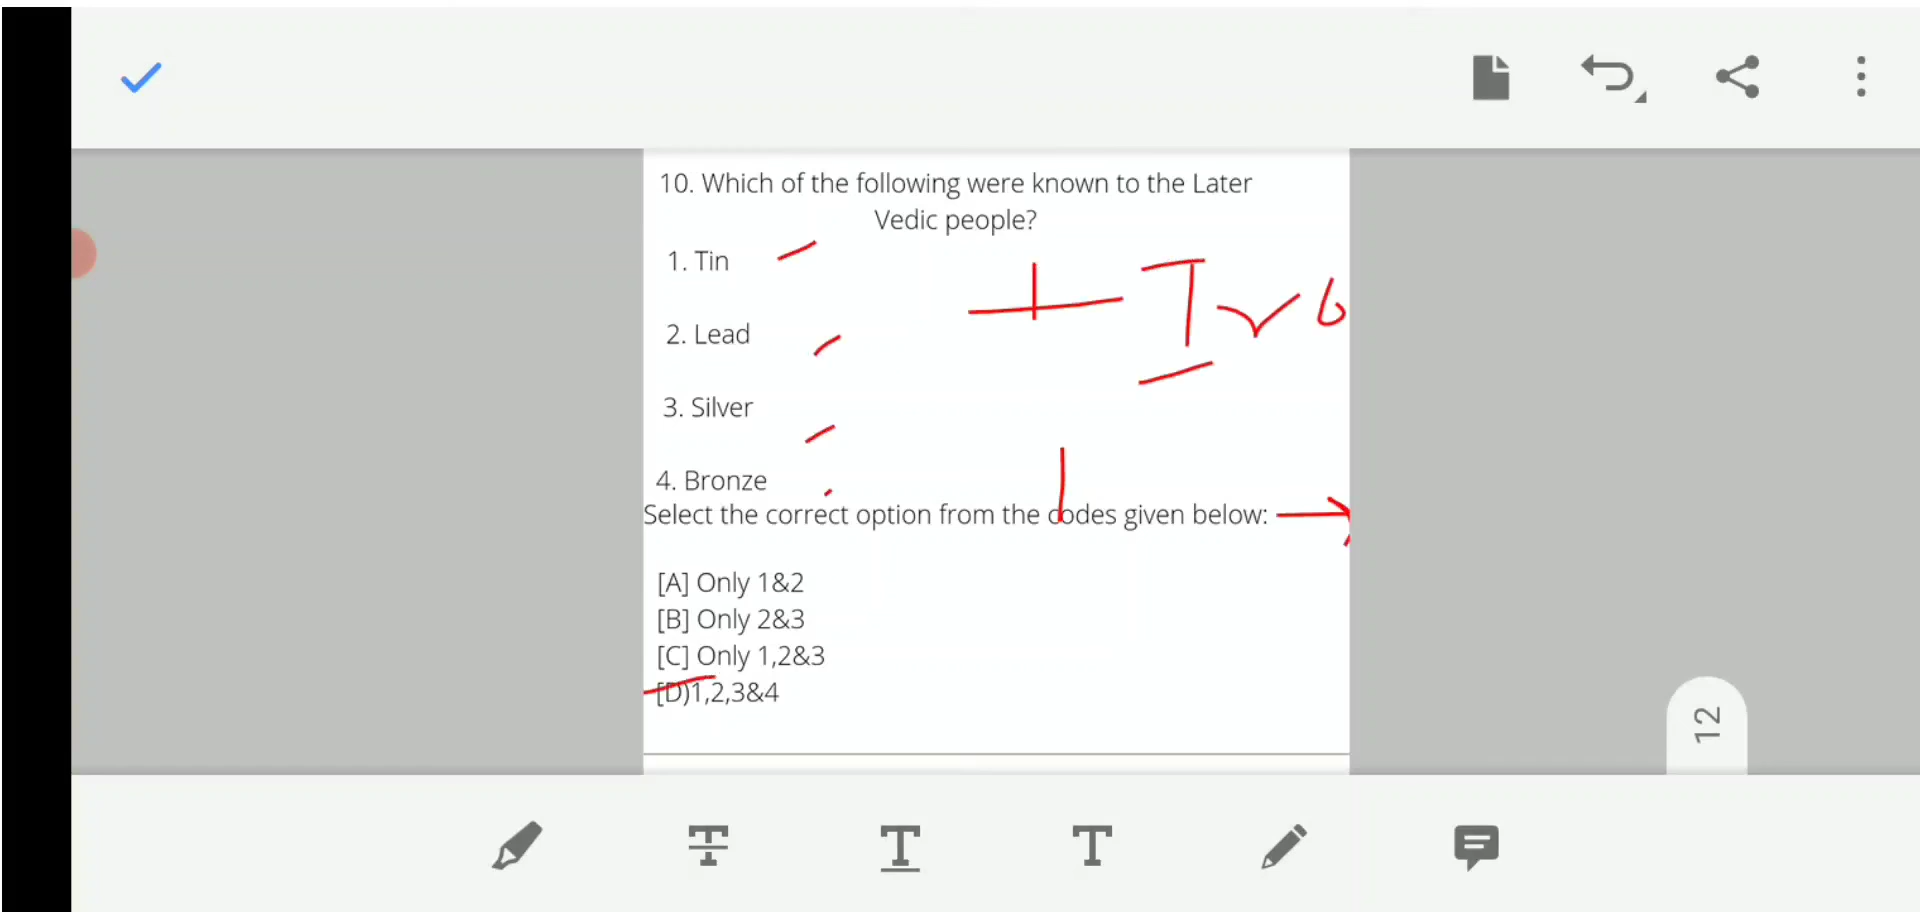 10. Which of the following were known to the Later
Vedic people?
1. Tin
2. Lead
3. Silver
4. Bronze
Select the correct option from the codes given below:
[A] Only 1&2
[B] Only 2&3
[C] Only 1,2&3
[D)1,2,3&4
12